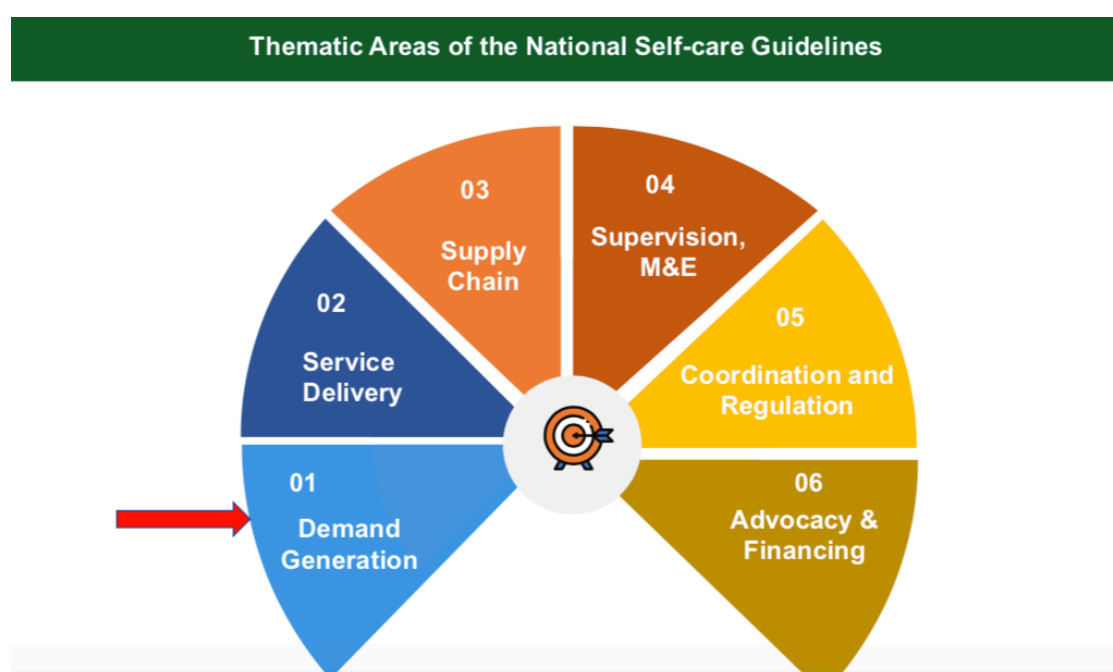 Thematic Areas of the National Self-care Guidelines
01
Demand
Generation
02
Service
Delivery
03
Supply
Chain
04
Supervision,
M&E
05
Coordination and
Regulation
06
Advocacy &
Financing